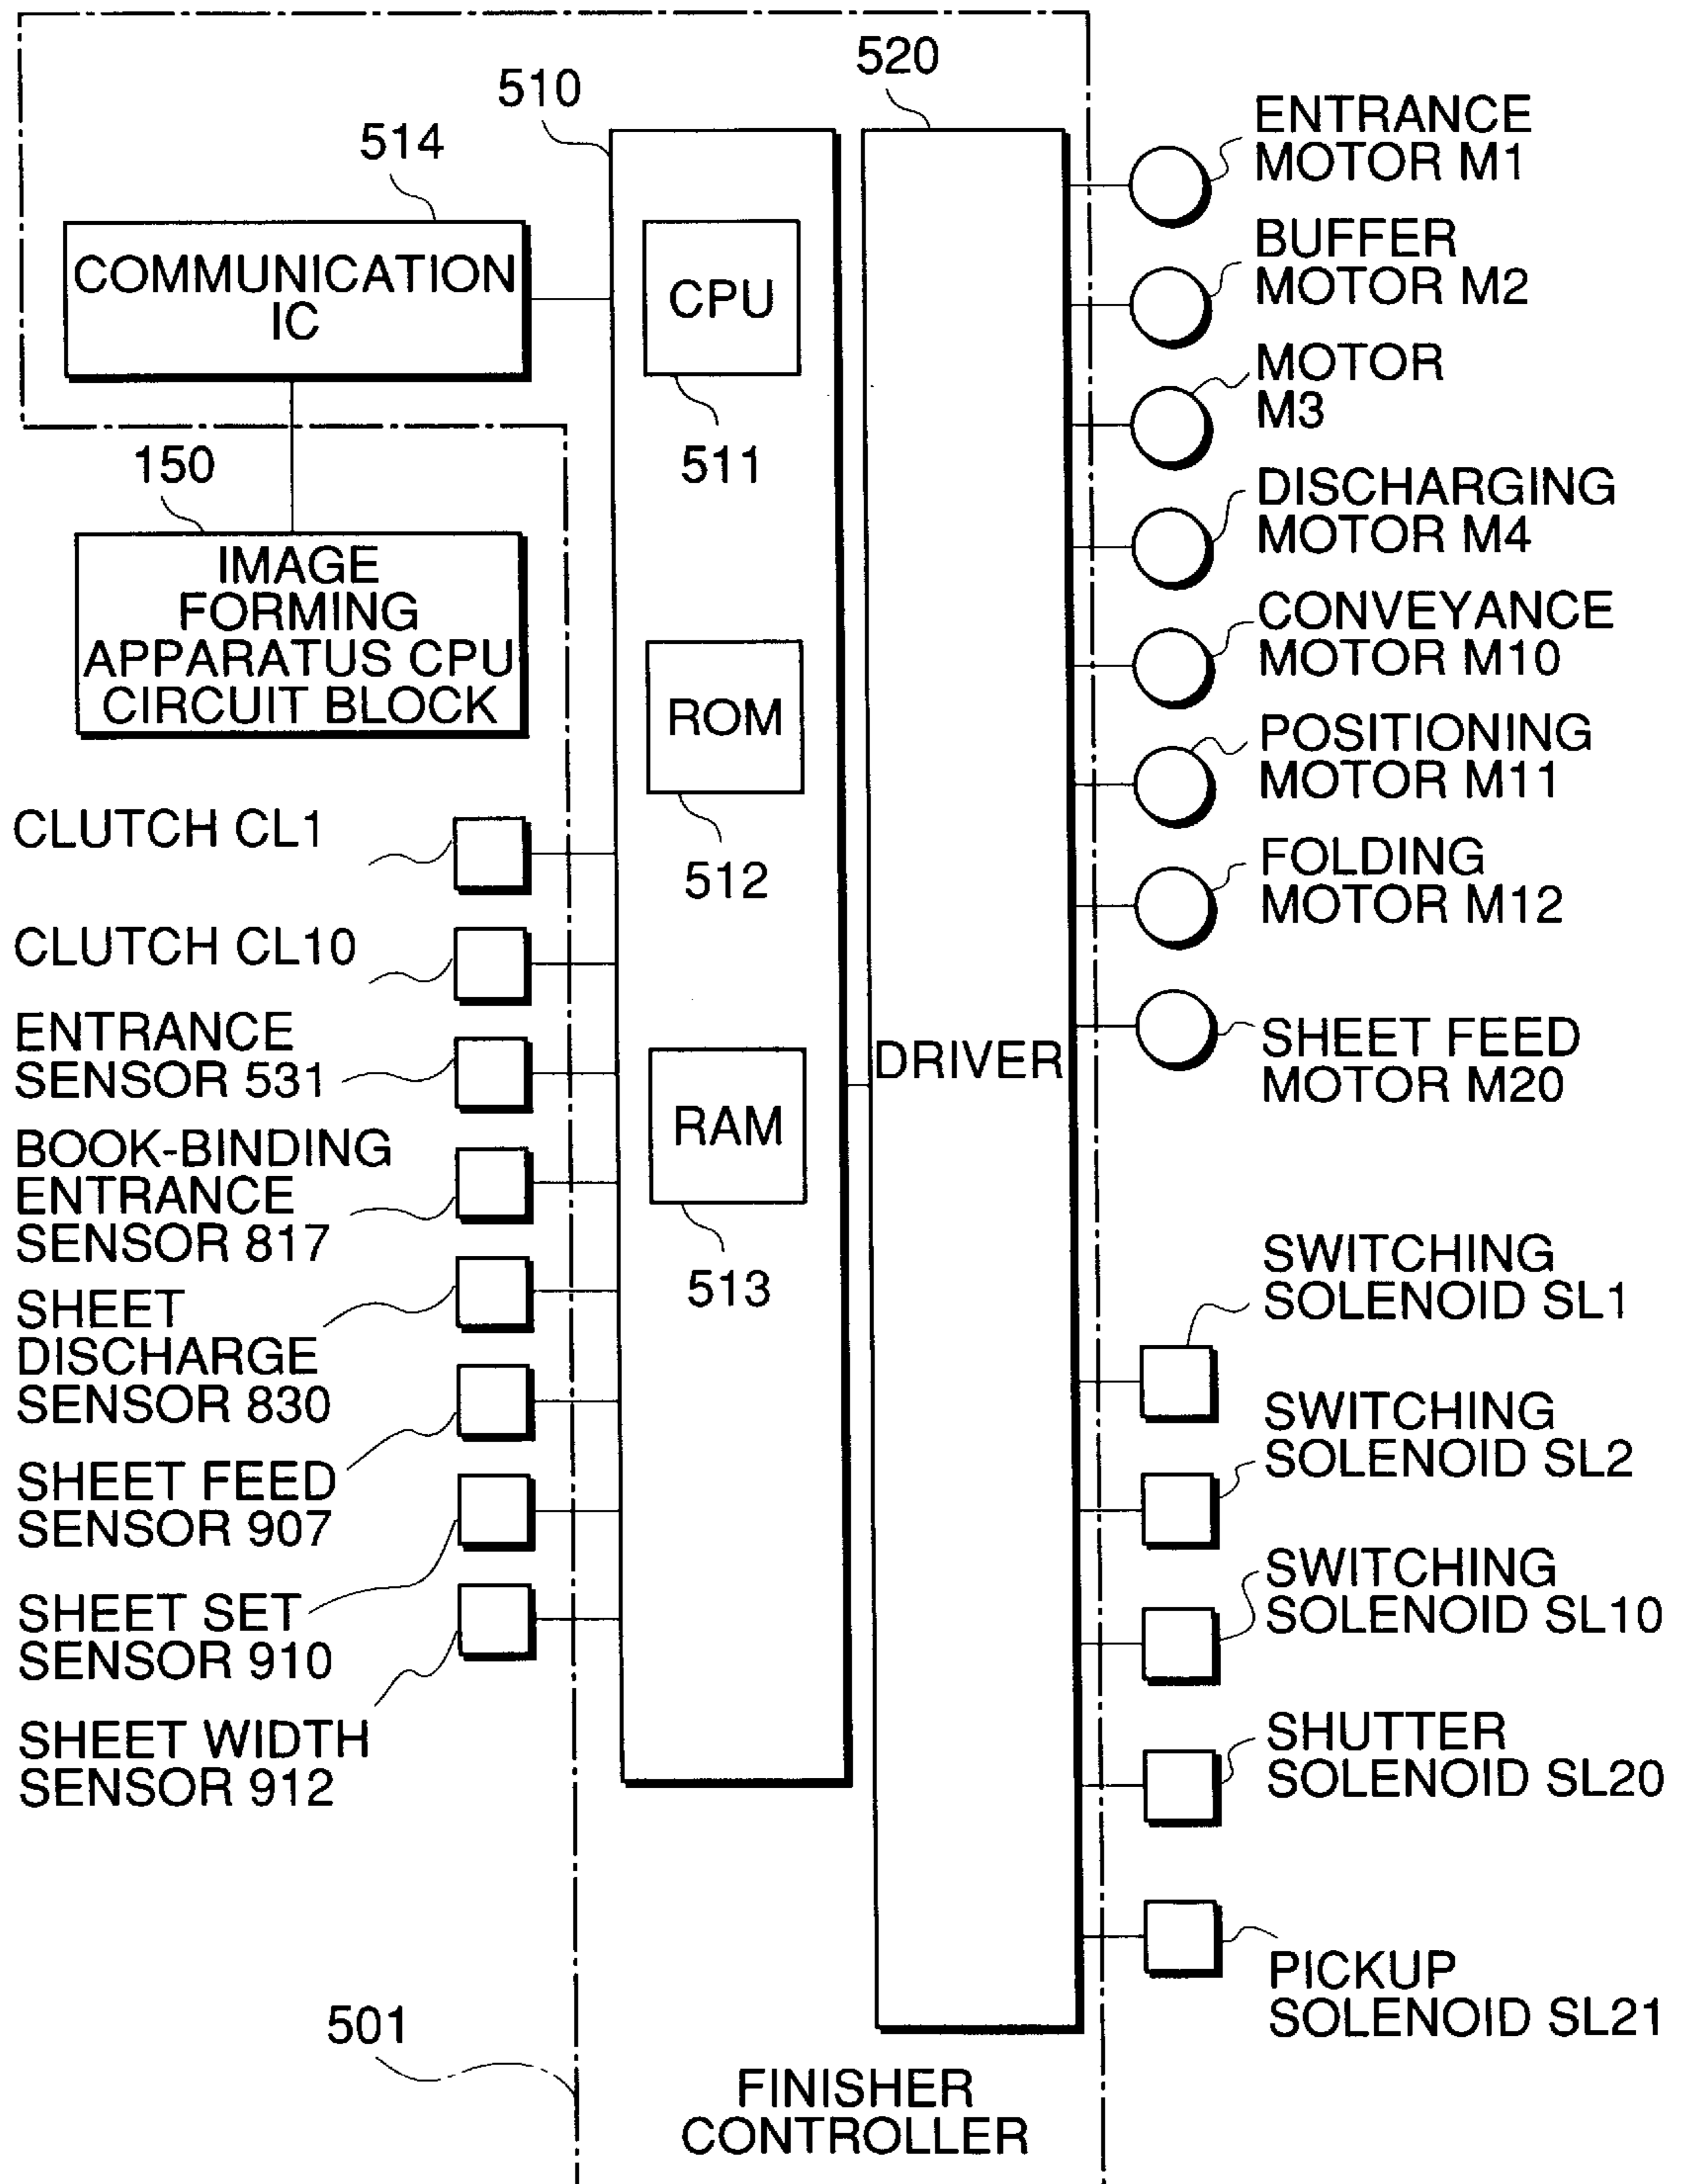 520
510
514
COMMUNICATION
IC
CPU
511
150
IMAGE
FORMING
APPARATUS CPU
CIRCUIT BLOCK
ROM
512
CLUTCH CL1
CLUTCH CL10
ENTRANCE
SENSOR 531
BOOK-BINDING
ENTRANCE
SENSOR 817
SHEET
DISCHARGE
SENSOR 830
SHEET FEED
SENSOR 907
SHEET SET
SENSOR 910
SHEET WIDTH
SENSOR 912
RAM
513
DRIVER
ENTRANCE
MOTOR M1
BUFFER
MOTOR M2
MOTOR
M3
DISCHARGING
MOTOR M4
CONVEYANCE
MOTOR M10
POSITIONING
MOTOR M11
FOLDING
MOTOR M12
SHEET FEED
MOTOR M20
SWITCHING
SOLENOID SL1
SWITCHING
SOLENOID SL2
SWITCHING
SOLENOID SL10
SHUTTER
SOLENOID SL20
PICKUP
SOLENOID SL21
501
FINISHER
CONTROLLER